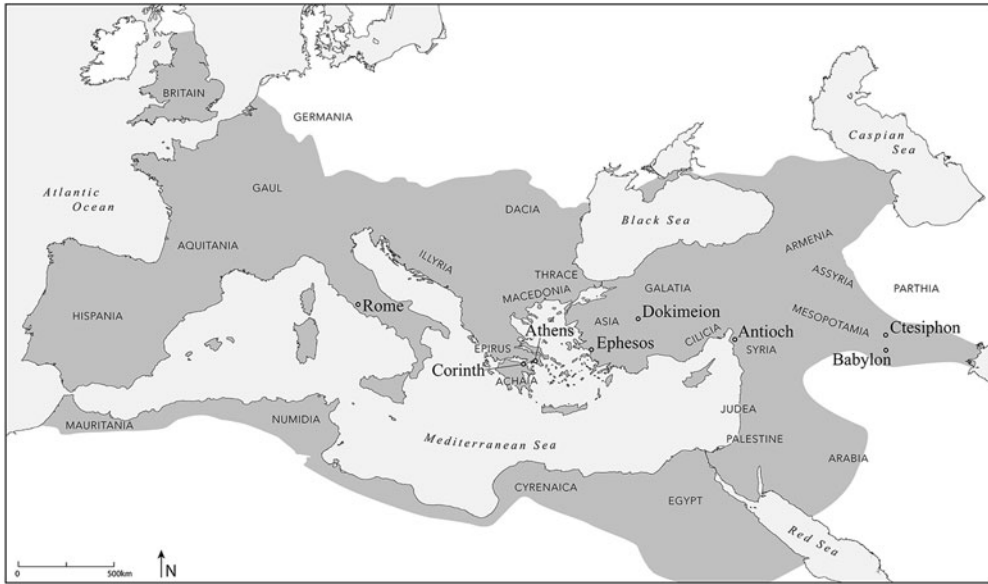 BRITAIN
GERMANIA
Caspian
Sea
Atlantic
Ocean
GAUL
DACIA
Black Sea
AQUITANIA
ILLYRIA
ARMENIA
THRACE
ASSYRIA
MACEDONIA
GALATIA
PARTHIA
HISPANIA
Rome
ASIA
Dokimeion
MESOPOTAMIA
Athens
CILICIA
Antioch
Ctesiphon
EPIRUS
Ephesos
SYRIA
Babylon
Corinth
ACHAIA
MAURITANIA
NUMIDIA
JUDEA
Mediterranean Sea
PALESTINE
ARABIA
CYRENAICA
EGYPT
Red Sea
0 500km
N